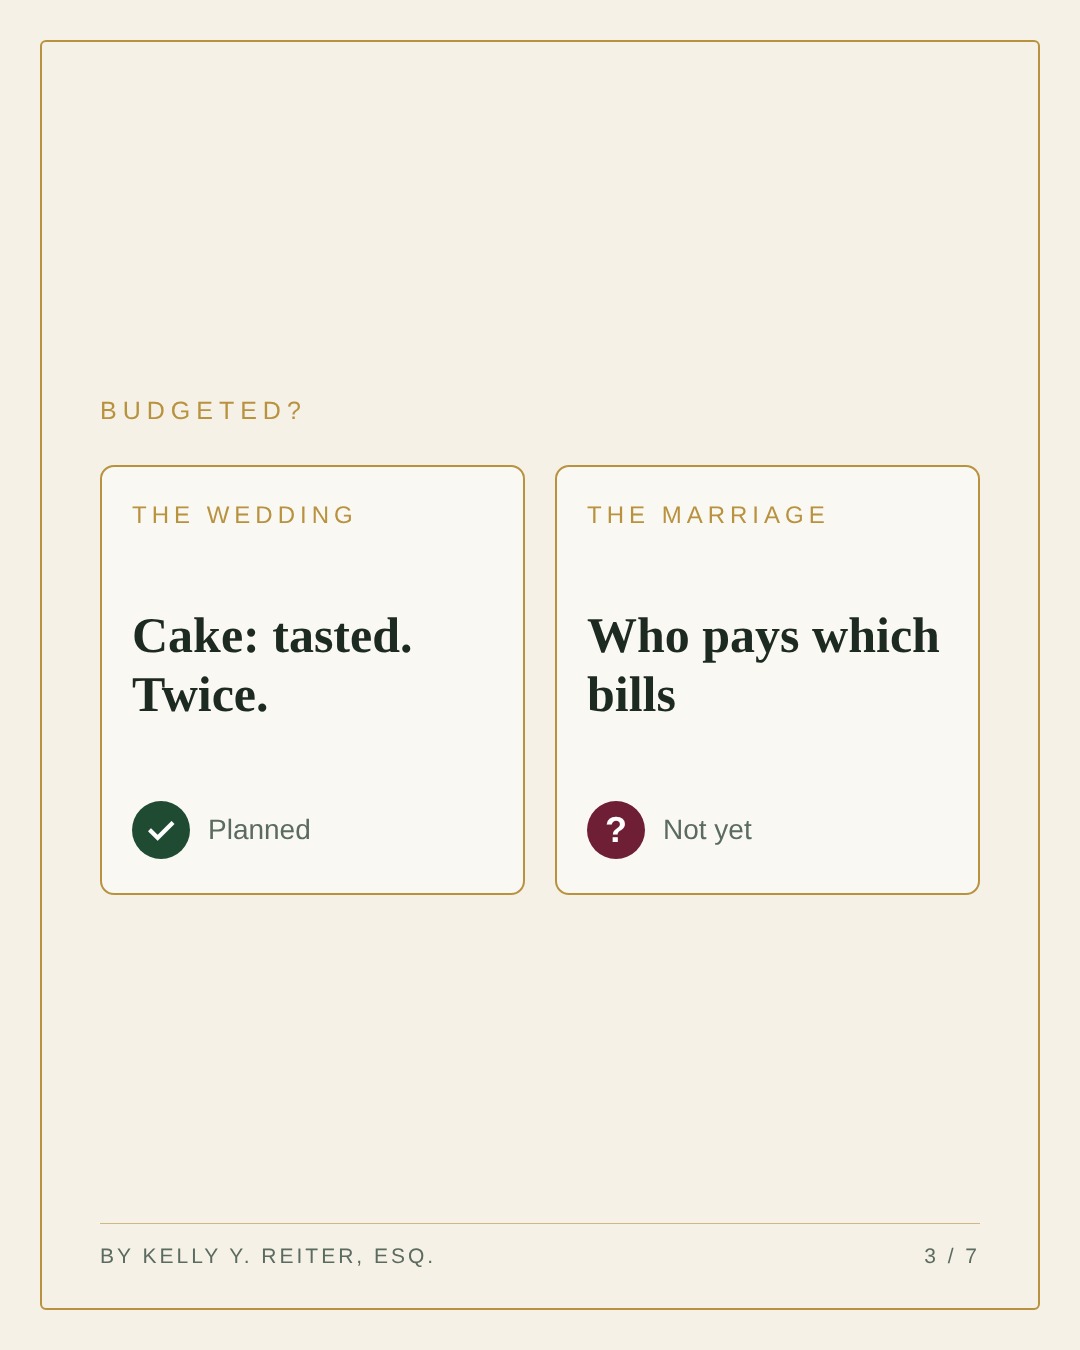 BUDGETED?
THE WEDDING
Cake: tasted.
Twice.
Planned
THE MARRIAGE
Who pays which
bills
? Not yet
BY KELLY Y. REITER, ESQ.
3 / 7